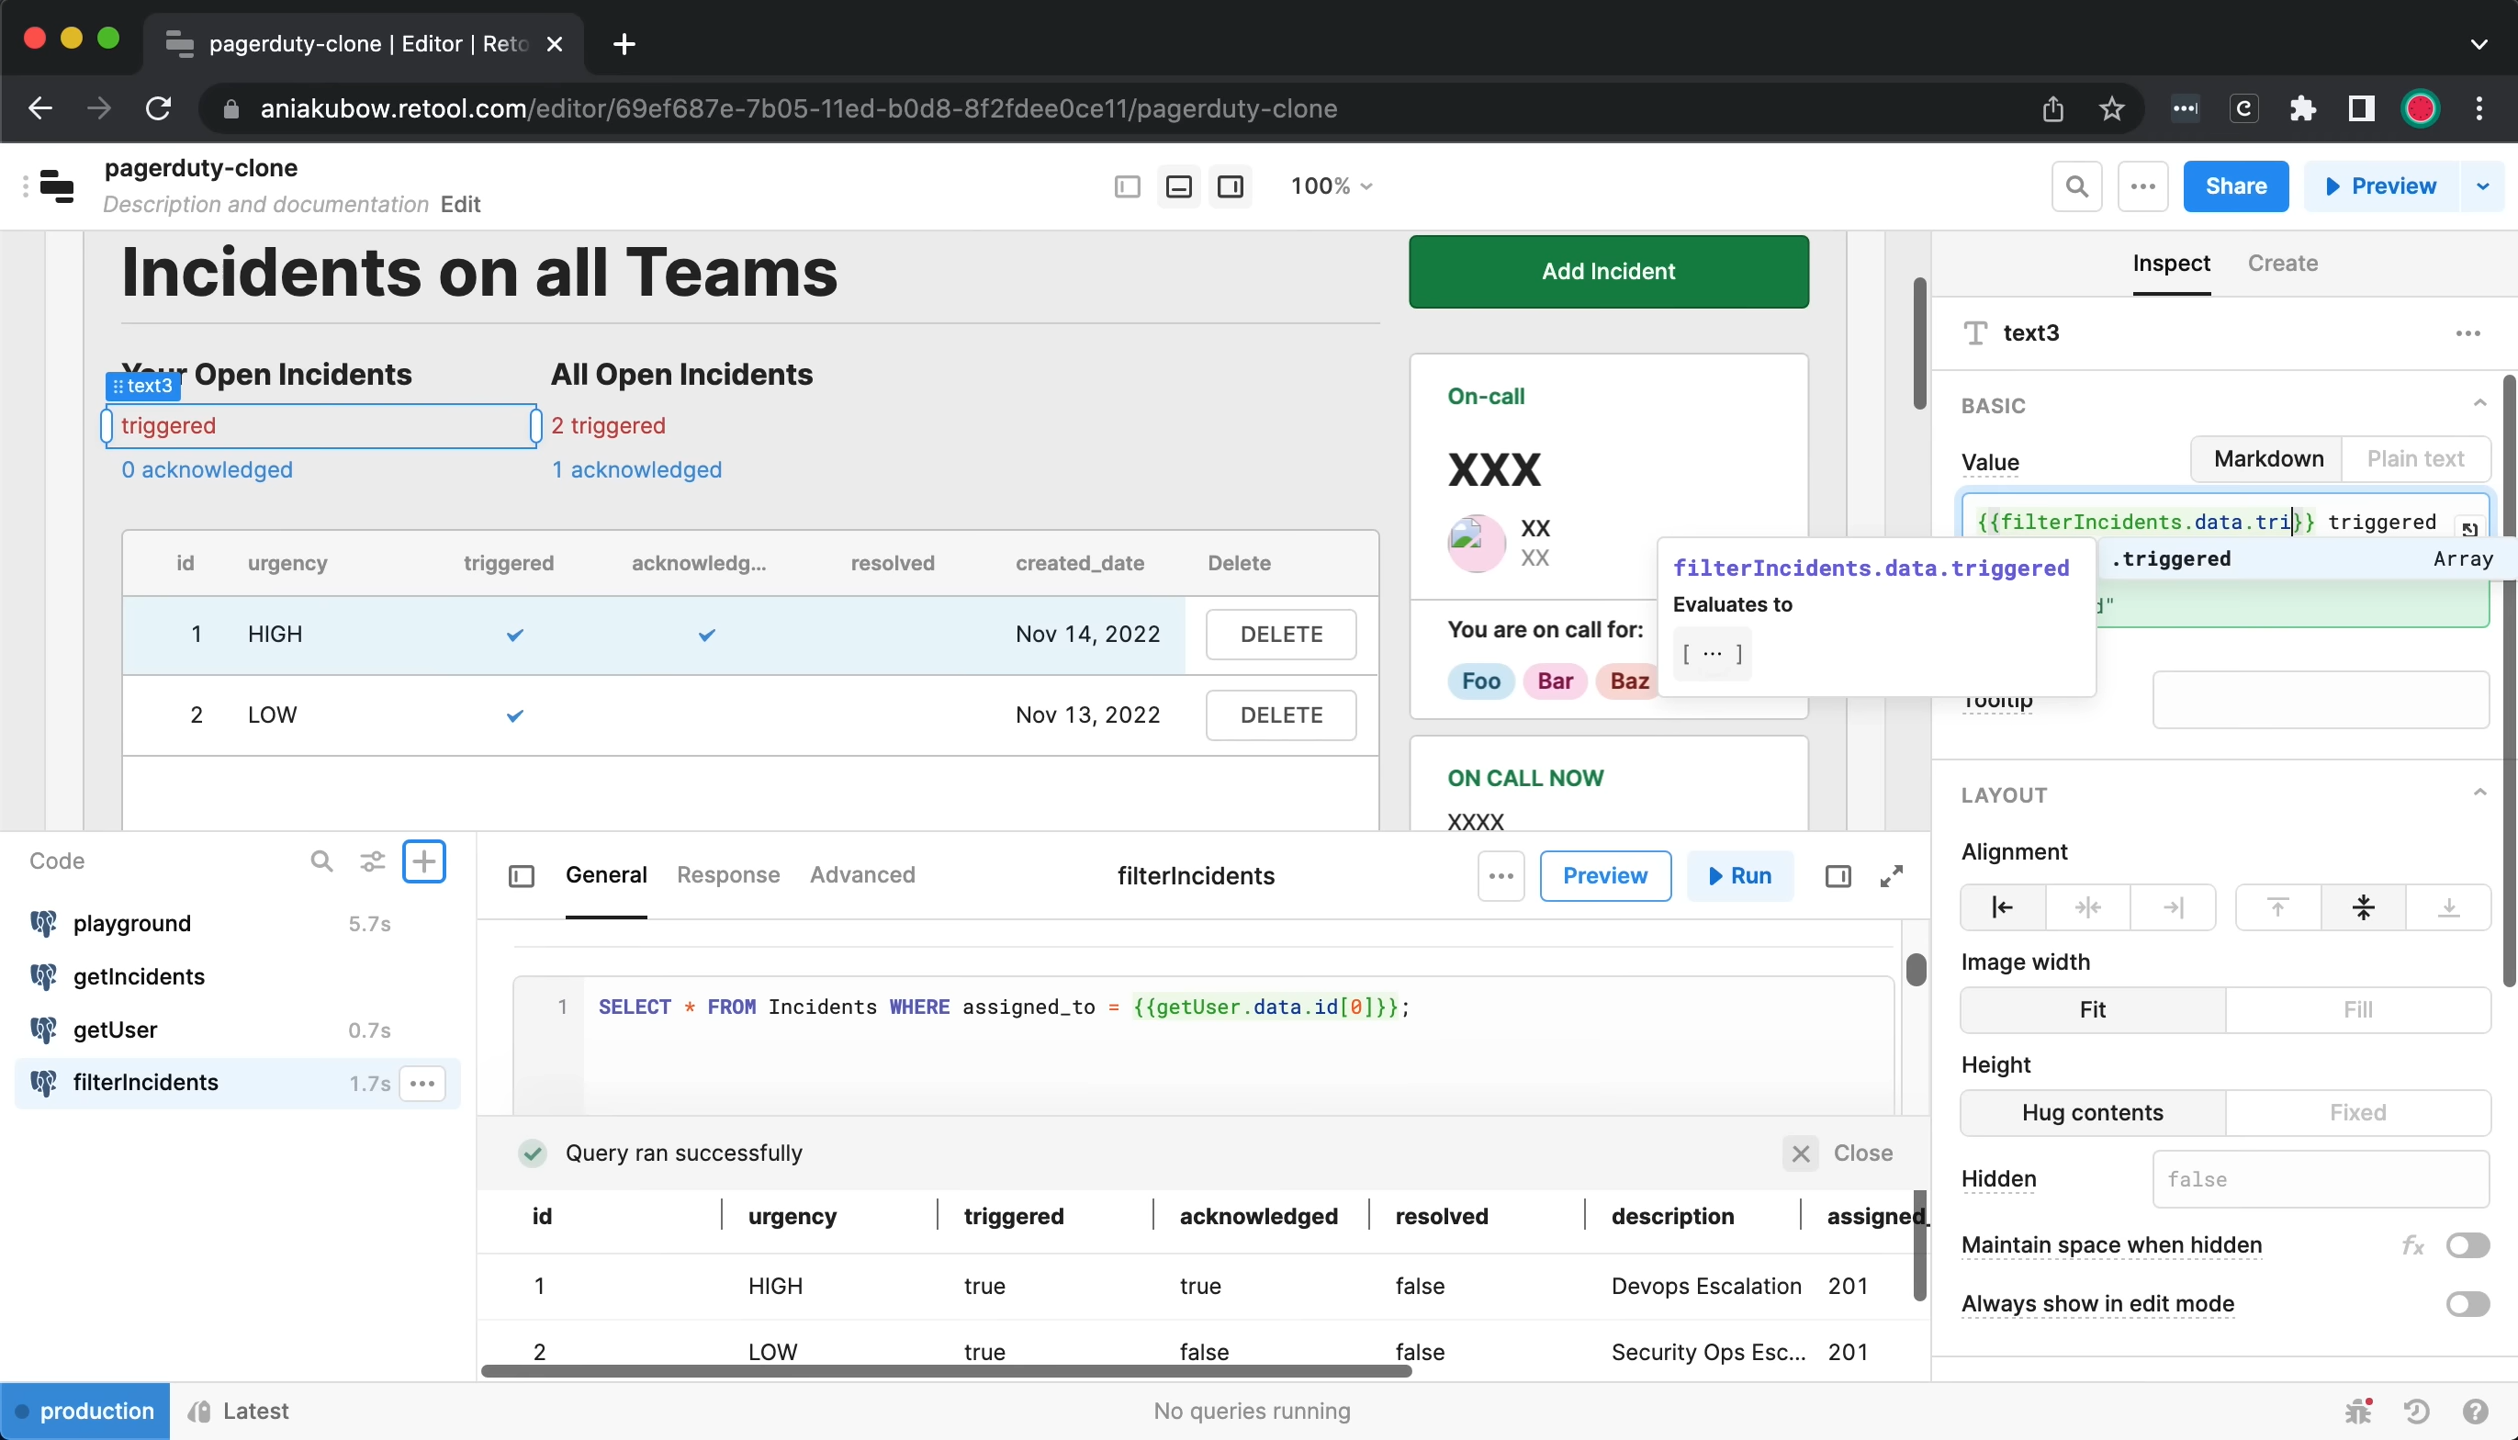 pagerduty-clone | Editor | Reto
aniakubow.retool.com/editor/69ef687e-7b05-11ed-b0d8-8f2fdee0ce11/pagerduty-clone
pagerduty-clone
Description and documentation Edit
100%
Share
Preview
Incidents on all Teams
Add Incident
Your Open Incidents
All Open Incidents
text3
triggered
2 triggered
0 acknowledged
1 acknowledged
id urgency triggered acknowledg... resolved created_date Delete
1 HIGH Nov 14, 2022 DELETE
2 LOW Nov 13, 2022 DELETE
On-call
XXX
XX
XX
You are on call for:
Foo Bar Baz
ON CALL NOW
XXXX
Inspect Create
text3
BASIC
Value Markdown Plain text
{{filterIncidents.data.tri}} triggered
.triggered Array
d"
filterIncidents.data.triggered
Evaluates to
[ ... ]
Tooltip
LAYOUT
Alignment
Image width
Fit Fill
Height
Hug contents Fixed
Hidden false
Maintain space when hidden fx
Always show in edit mode
Code
playground 5.7s
getIncidents
getUser 0.7s
filterIncidents 1.7s
General Response Advanced filterIncidents Preview Run
1 SELECT * FROM Incidents WHERE assigned_to = {{getUser.data.id[0]}};
Query ran successfully Close
id urgency triggered acknowledged resolved description assigned_
1 HIGH true true false Devops Escalation 201
2 LOW true false false Security Ops Esc... 201
production Latest No queries running